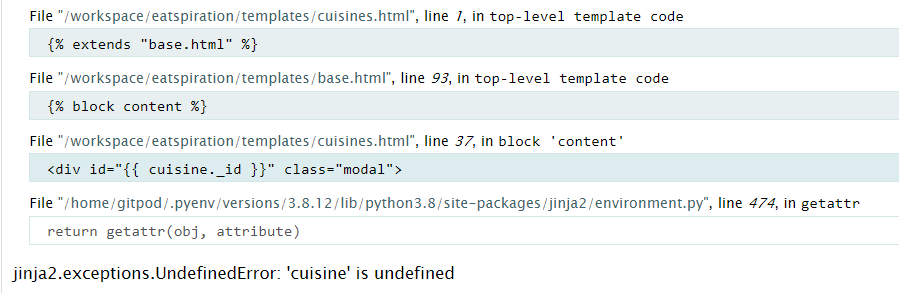 File "/workspace/eatspiration/templates/cuisines.html", line 1, in top-level template code
{% extends "base.html" %}
File "/workspace/eatspiration/templates/base.html", line 93, in top-level template code
{% block content %}
File "/workspace/eatspiration/templates/cuisines.html", line 37, in block 'content'
<div id="{{ cuisine._id }}" class="modal">
File "/home/gitpod/.pyenv/versions/3.8.12/lib/python3.8/site-packages/jinja2/environment.py", line 474, in getattr
return getattr(obj, attribute)
jinja2.exceptions.UndefinedError: 'cuisine' is undefined